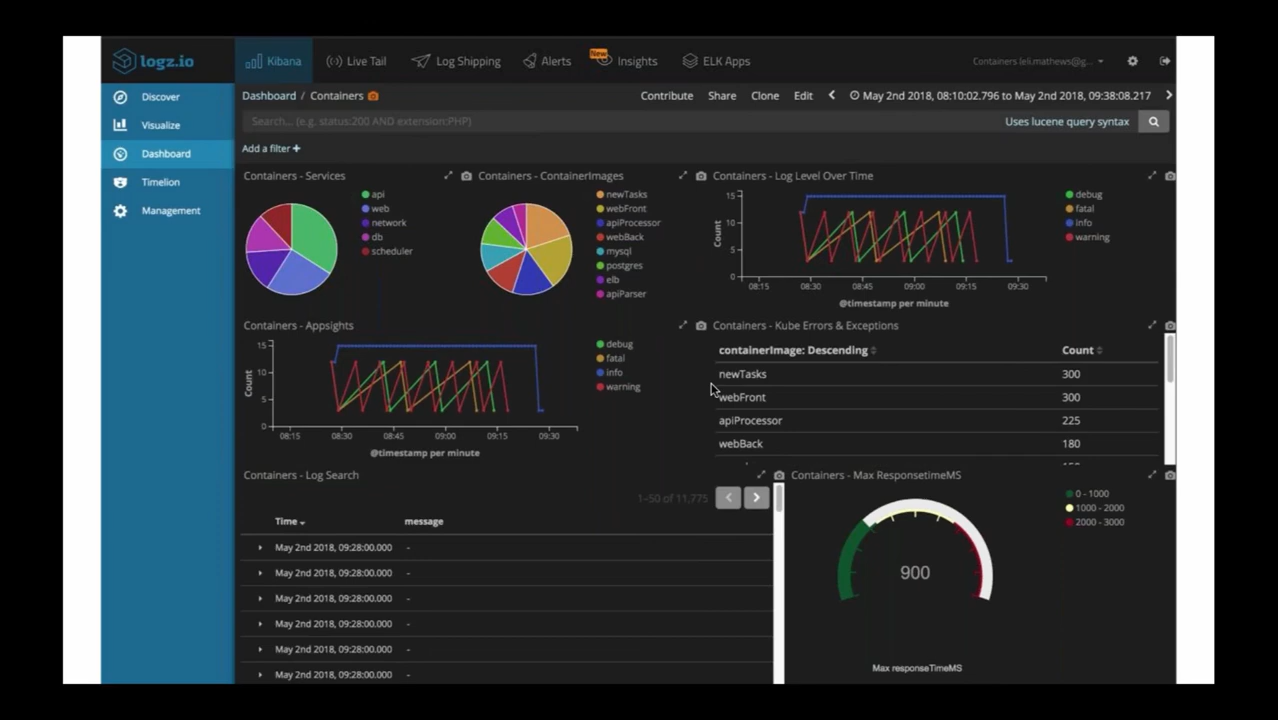 logz.io
Kibana
Live Tail
Log Shipping
Alerts
New
Insights
ELK Apps
Containers leli.mathews@g...
Discover
Visualize
Dashboard
Timelion
Management
Dashboard / Containers
Contribute
Share
Clone
Edit
May 2nd 2018, 08:10:02.796 to May 2nd 2018, 09:38:08.217
Search... (e.g. status:200 AND extension:PHP)
Uses lucene query syntax
Add a filter +
Containers - Services
api
web
network
db
scheduler
Containers - ContainerImages
newTasks
webFront
apiProcessor
webBack
mysql
postgres
elb
apiParser
Containers - Log Level Over Time
Count
15
10
5
0
08:15
08:30
08:45
09:00
09:15
09:30
@timestamp per minute
debug
fatal
info
warning
Containers - Appsights
Count
15
10
5
0
08:15
08:30
08:45
09:00
09:15
09:30
@timestamp per minute
debug
fatal
info
warning
Containers - Kube Errors & Exceptions
containerImage: Descending Count
newTasks 300
webFront 300
apiProcessor 225
webBack 180
Containers - Log Search
1–50 of 11,775
Time message
May 2nd 2018, 09:28:00.000 -
May 2nd 2018, 09:28:00.000 -
May 2nd 2018, 09:28:00.000 -
May 2nd 2018, 09:28:00.000 -
May 2nd 2018, 09:28:00.000 -
May 2nd 2018, 09:28:00.000 -
Containers - Max ResponsetimeMS
0 - 1000
1000 - 2000
2000 - 3000
900
Max responseTimeMS